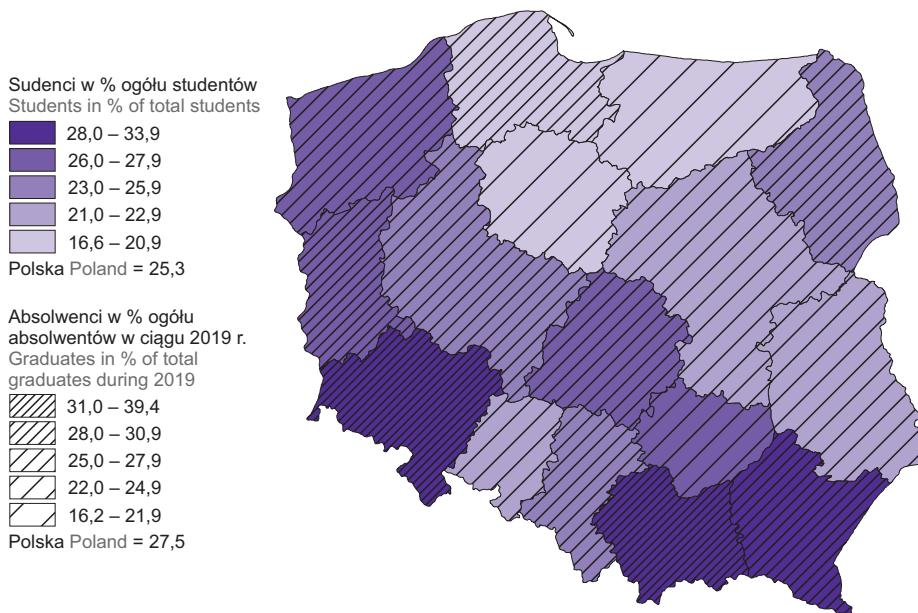 Sudenci w % ogółu studentów
Students in % of total students
28,0 – 33,9
26,0 – 27,9
23,0 – 25,9
21,0 – 22,9
16,6 – 20,9
Polska Poland = 25,3
Absolwenci w % ogółu
absolwentów w ciągu 2019 r.
Graduates in % of total
graduates during 2019
31,0 – 39,4
28,0 – 30,9
25,0 – 27,9
22,0 – 24,9
16,2 – 21,9
Polska Poland = 27,5